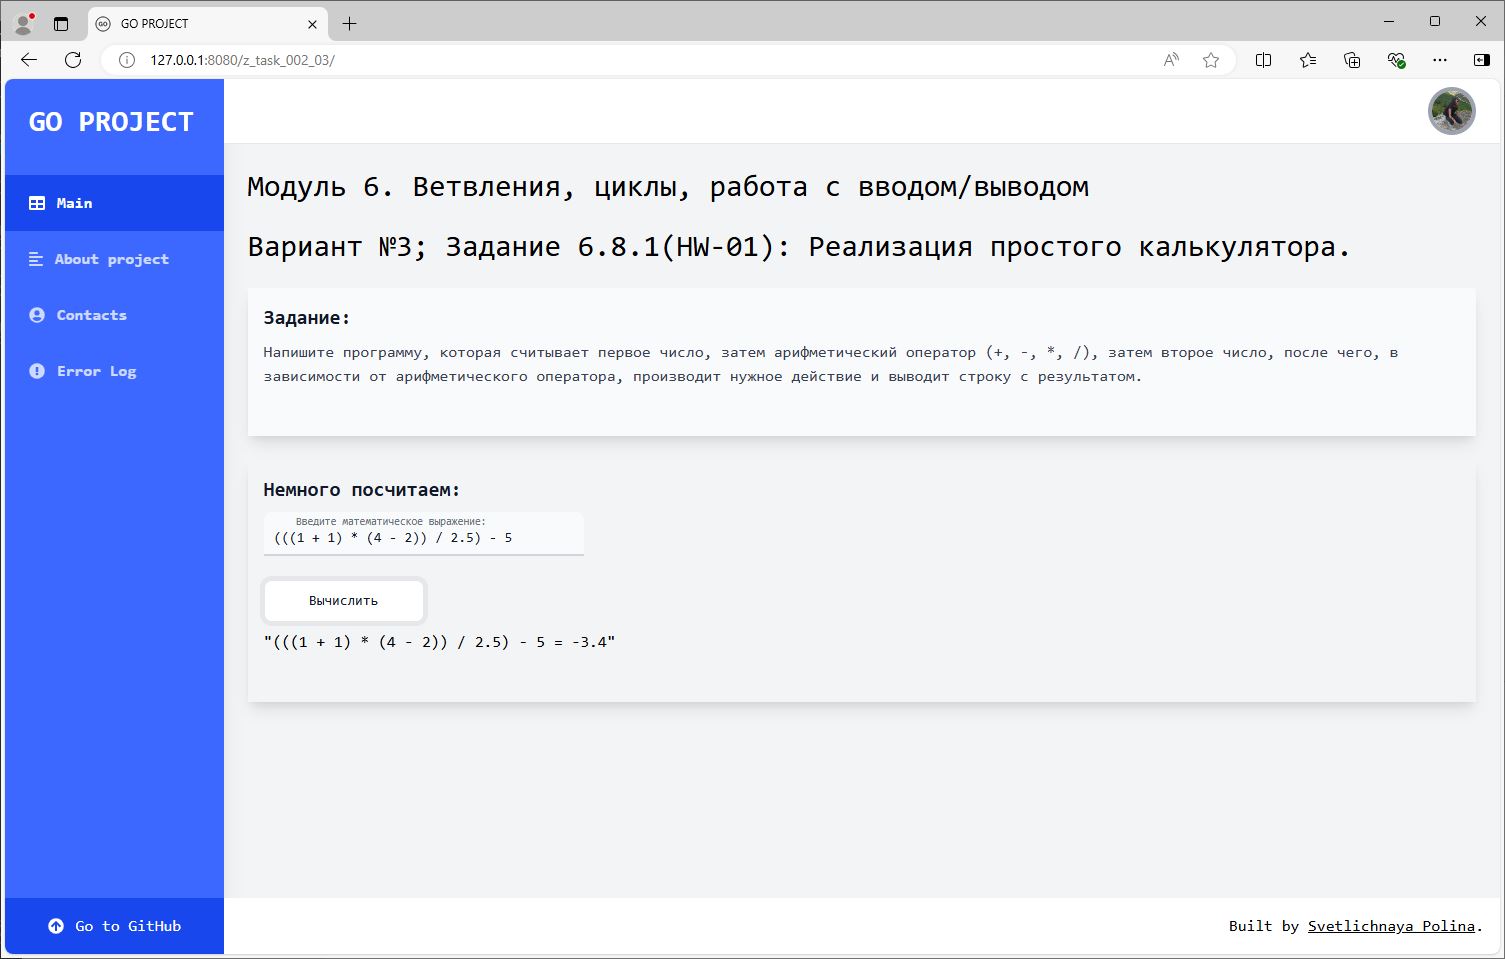 GO PROJECT
127.0.0.1:8080/z_task_002_03/
GO PROJECT
Main
About project
Contacts
Error Log
Go to GitHub
Модуль 6. Ветвления, циклы, работа с вводом/выводом
Вариант №3; Задание 6.8.1(HW-01): Реализация простого калькулятора.
Задание:
Напишите программу, которая считывает первое число, затем арифметический оператор (+, -, *, /), затем второе число, после чего, в
зависимости от арифметического оператора, производит нужное действие и выводит строку с результатом.
Немного посчитаем:
Введите математическое выражение:
(((1 + 1) * (4 - 2)) / 2.5) - 5
Вычислить
"(((1 + 1) * (4 - 2)) / 2.5) - 5 = -3.4"
Built by Svetlichnaya Polina.